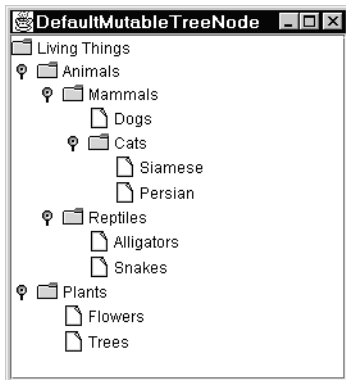 DefaultMutableTreeNode
Living Things
Animals
Mammals
Dogs
Cats
Siamese
Persian
Reptiles
Alligators
Snakes
Plants
Flowers
Trees